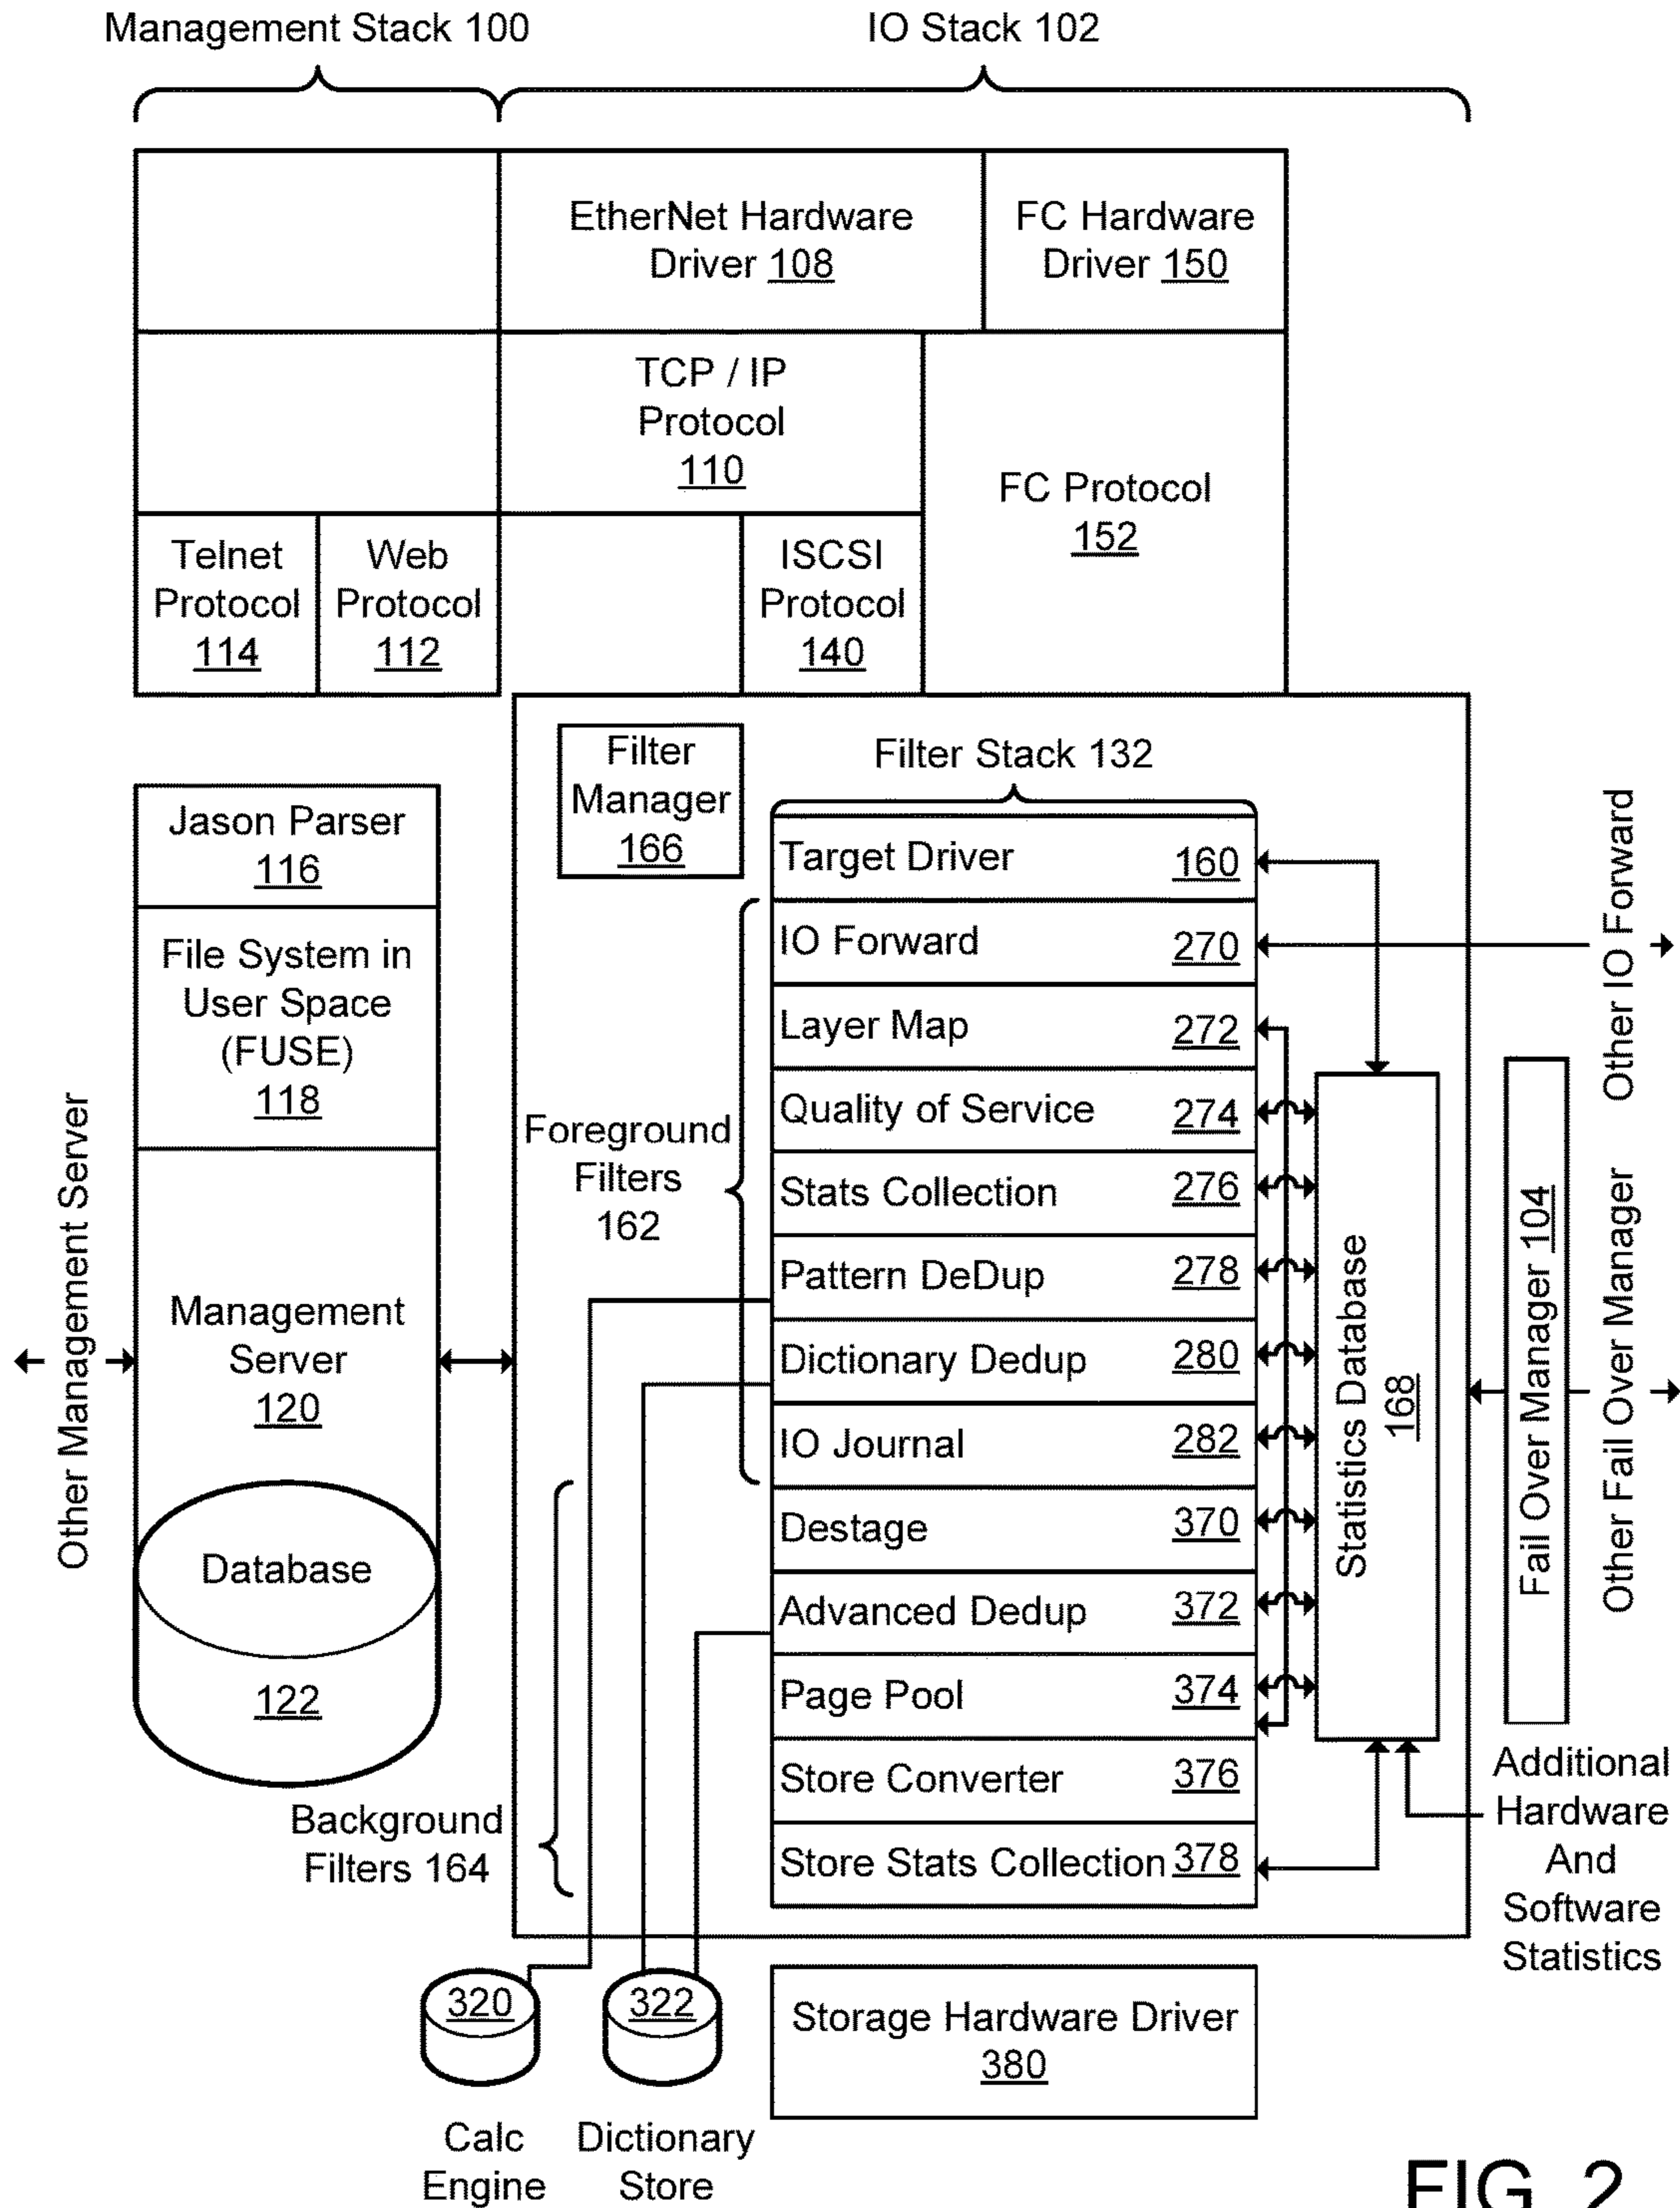 Management Stack 100
IO Stack 102
EtherNet Hardware
Driver 108
FC Hardware
Driver 150
TCP / IP
Protocol
110
FC Protocol
152
Telnet
Protocol
114
Web
Protocol
112
ISCSI
Protocol
140
Filter
Manager
166
Filter Stack 132
Jason Parser
116
File System in
User Space
(FUSE)
118
Management
Server
120
Database
122
Other Management Server
Foreground
Filters
162
Background
Filters 164
Target Driver 160
IO Forward 270
Layer Map 272
Quality of Service 274
Stats Collection 276
Pattern DeDup 278
Dictionary Dedup 280
IO Journal 282
Destage 370
Advanced Dedup 372
Page Pool 374
Store Converter 376
Store Stats Collection 378
Statistics Database
168
Fail Over Manager 104
Other IO Forward
Other Fail Over Manager
Additional
Hardware
And
Software
Statistics
320
Calc
Engine
322
Dictionary
Store
Storage Hardware Driver
380
FIG. 2